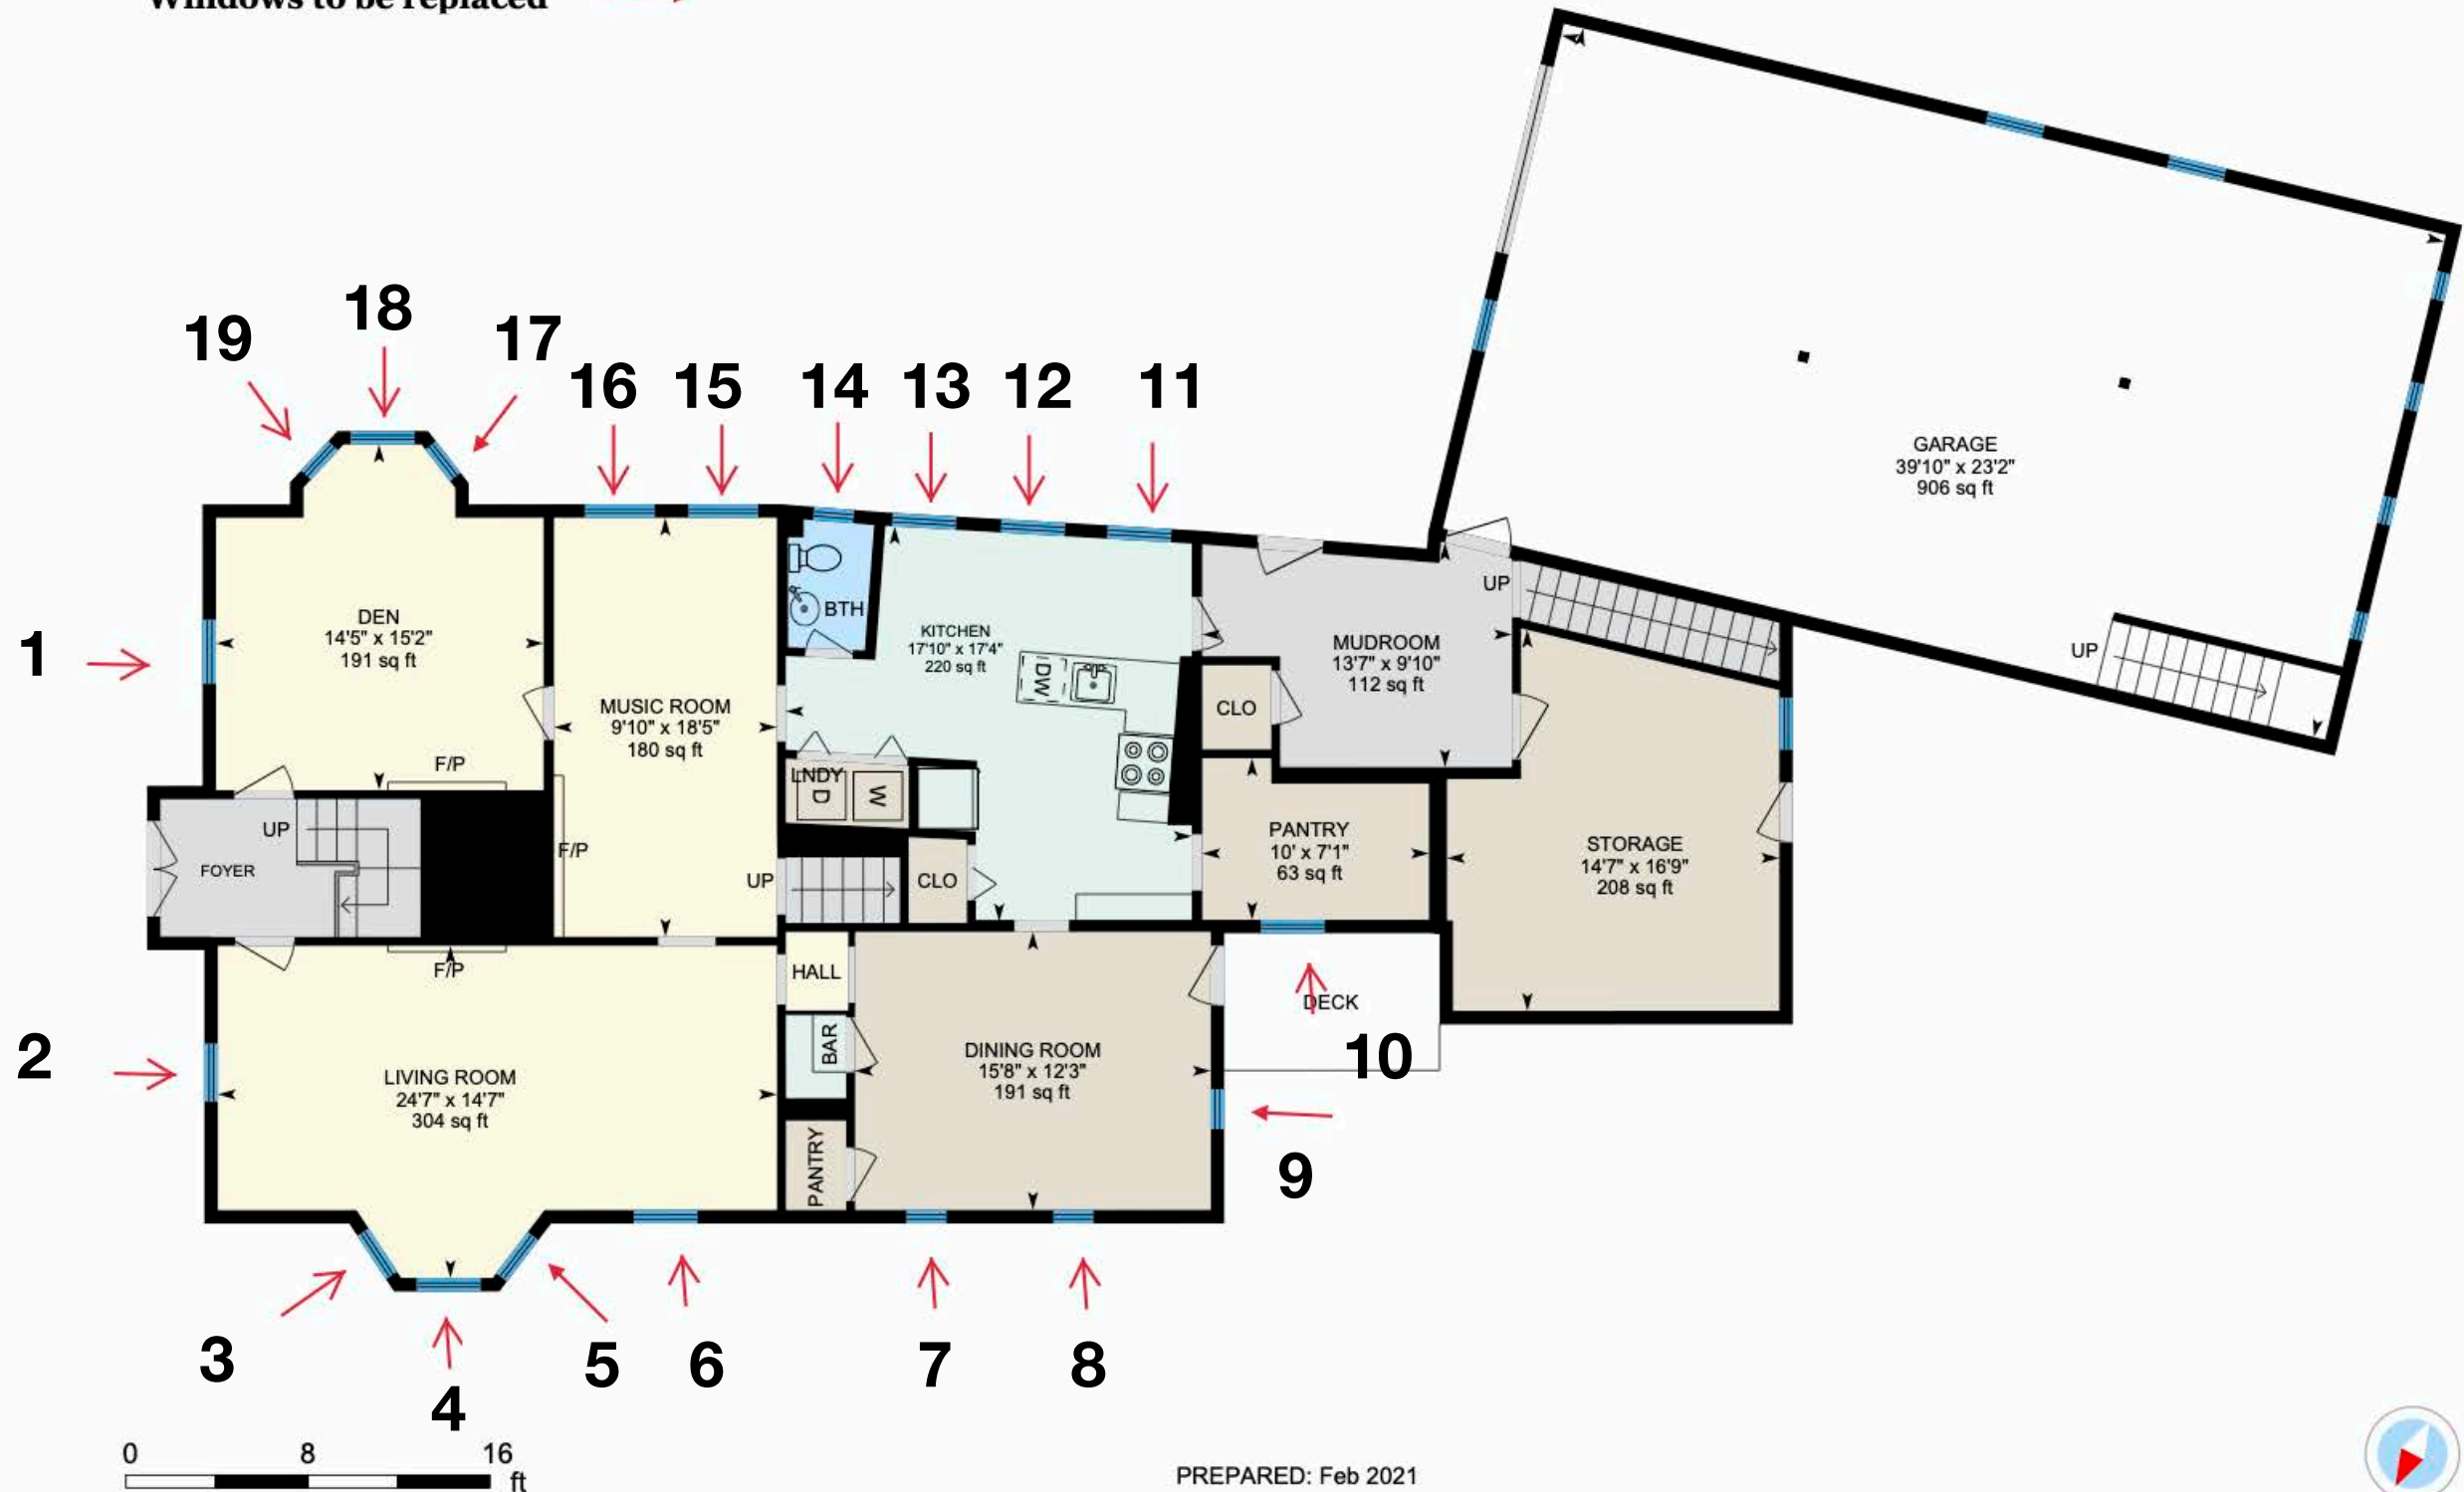 Windows to be replaced
19
18
17
16
15
14
13
12
11
GARAGE
39'10" x 23'2"
906 sq ft
1
DEN
14'5" x 15'2"
191 sq ft
MUSIC ROOM
9'10" x 18'5"
180 sq ft
BTH
KITCHEN
17'10" x 17'4"
220 sq ft
DW
UP
MUDROOM
13'7" x 9'10"
112 sq ft
UP
CLO
F/P
LNDY
D
W
UP
FOYER
F/P
UP
CLO
PANTRY
10' x 7'1"
63 sq ft
STORAGE
14'7" x 16'9"
208 sq ft
F/P
HALL
DECK
2
LIVING ROOM
24'7" x 14'7"
304 sq ft
BAR
DINING ROOM
15'8" x 12'3"
191 sq ft
10
PANTRY
9
3
4
5
6
7
8
0 8 16
ft
PREPARED: Feb 2021